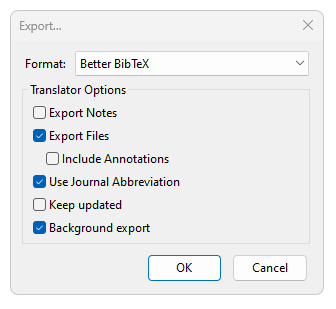 Export...
Format: Better BibTeX
Translator Options
Export Notes
Export Files
Include Annotations
Use Journal Abbreviation
Keep updated
Background export
OK Cancel